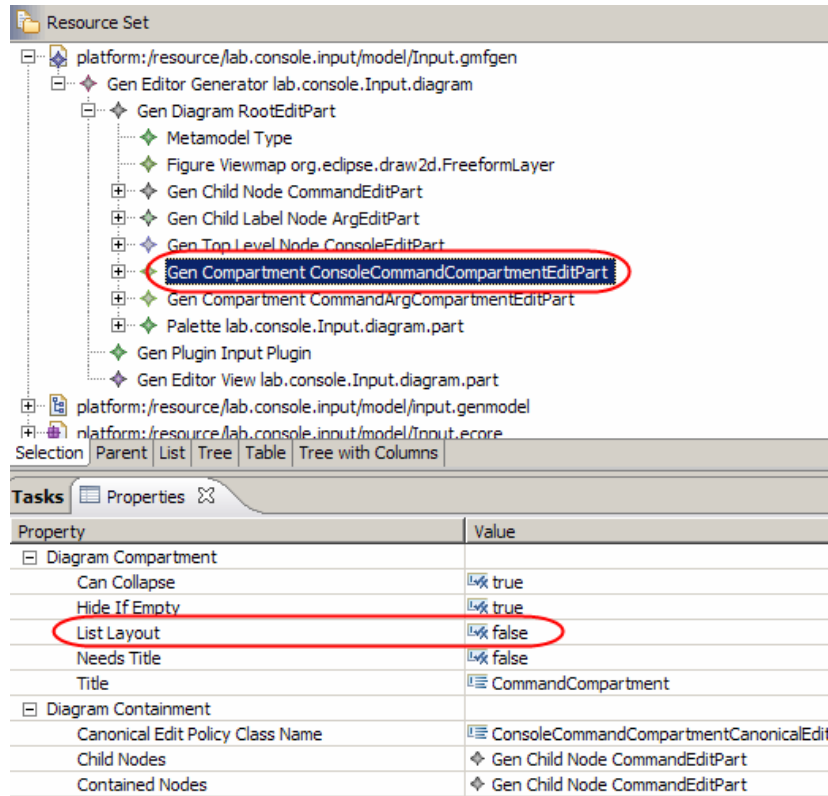 Resource Set
platform:/resource/lab.console.input/model/Input.gmfgen
Gen Editor Generator lab.console.Input.diagram
Gen Diagram RootEditPart
Metamodel Type
Figure Viewmap org.eclipse.draw2d.FreeformLayer
Gen Child Node CommandEditPart
Gen Child Label Node ArgEditPart
Gen Top Level Node ConsoleEditPart
Gen Compartment ConsoleCommandCompartmentEditPart
Gen Compartment CommandArgCompartmentEditPart
Palette lab.console.Input.diagram.part
Gen Plugin Input Plugin
Gen Editor View lab.console.Input.diagram.part
platform:/resource/lab.console.input/model/input.genmodel
platform:/resource/lab.console.input/model/Input.ecore
Selection Parent List Tree Table Tree with Columns
Tasks Properties
Property Value
Diagram Compartment
Can Collapse true
Hide If Empty true
List Layout false
Needs Title false
Title CommandCompartment
Diagram Containment
Canonical Edit Policy Class Name ConsoleCommandCompartmentCanonicalEdit
Child Nodes Gen Child Node CommandEditPart
Contained Nodes Gen Child Node CommandEditPart